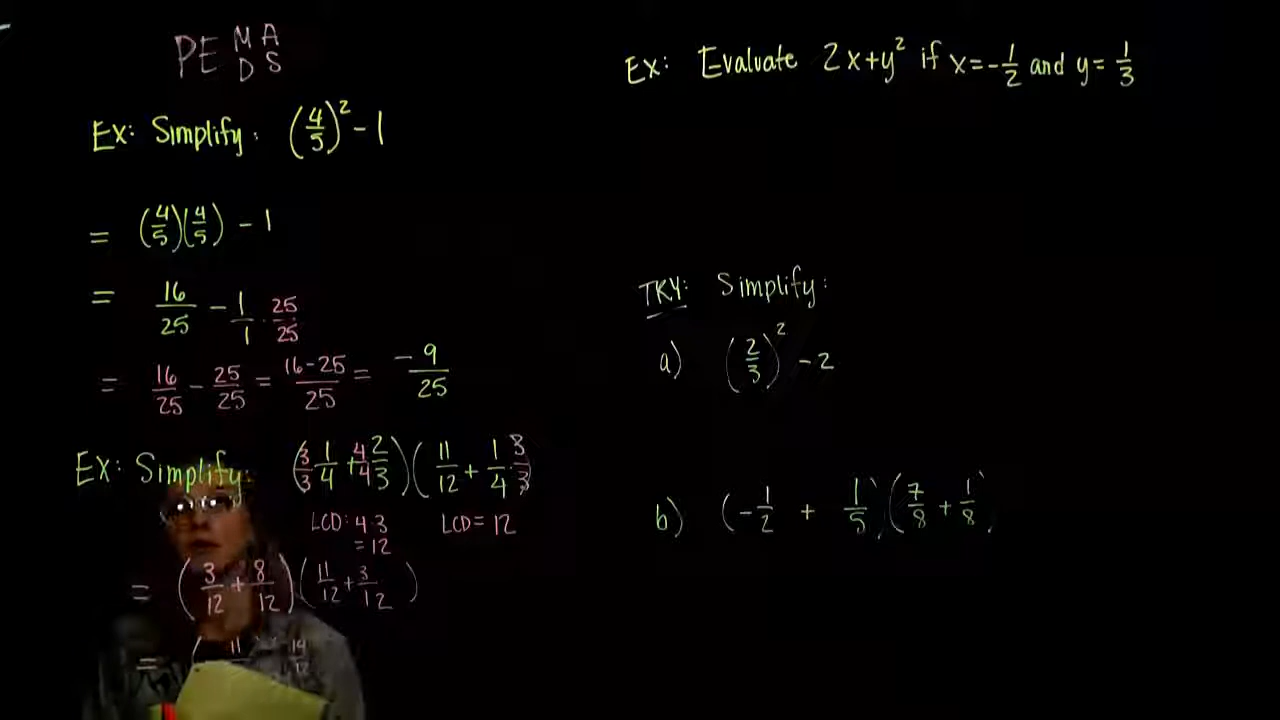 PE M A
D S
Ex: Simplify: (4/5)² - 1
= (4/5)(4/5) - 1
= 16/25 - 1/1 · 25/25
= 16/25 - 25/25 = 16-25/25 = -9/25
Ex: Simplify: (3/3 1/4 + 4/4 2/3)(11/12 + 1/4 · 3/3)
LCD: 4·3 LCD = 12
= 12
= (3/12 + 8/12)(11/12 + 3/12)
= ( 11 14
Ex: Evaluate 2x+y² if x=-1/2 and y=1/3
TRY: Simplify:
a) (2/3)² - 2
b) (-1/2 + 1/5)(7/8 + 1/8)